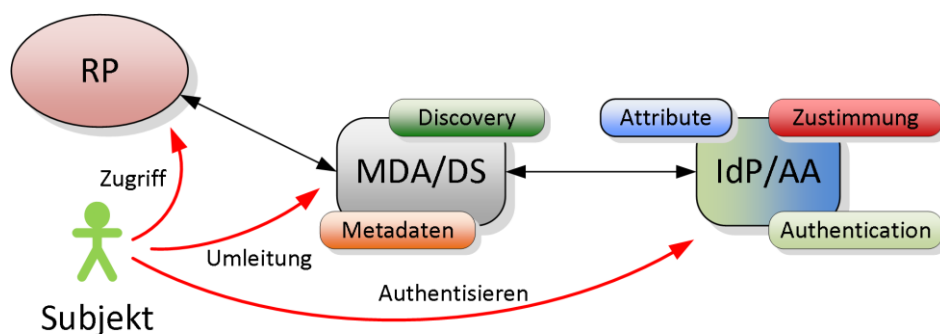 RP
Discovery
Attribute
Zustimmung
MDA/DS
IdP/AA
Zugriff
Metadaten
Authentication
Umleitung
Authentisieren
Subjekt